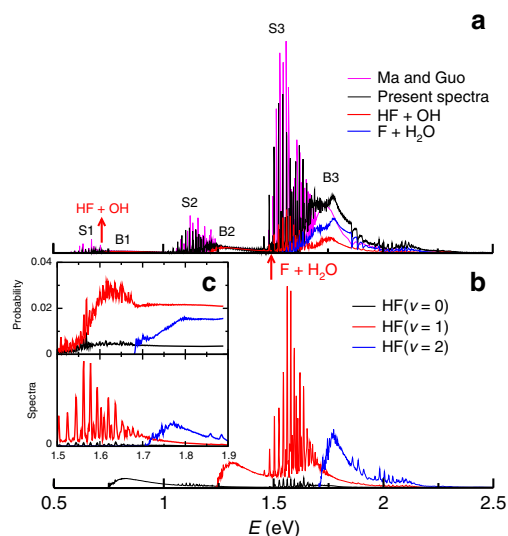 a
S3
Ma and Guo
Present spectra
HF + OH
F + H₂O
B3
S2
HF + OH
S1
B1
B2
F + H₂O
b
c
0.04
0.02
0
Probability
HF(v = 0)
HF(v = 1)
HF(v = 2)
Spectra
0
1.5 1.6 1.7 1.8 1.9
0.5 1 1.5 2 2.5
E (eV)